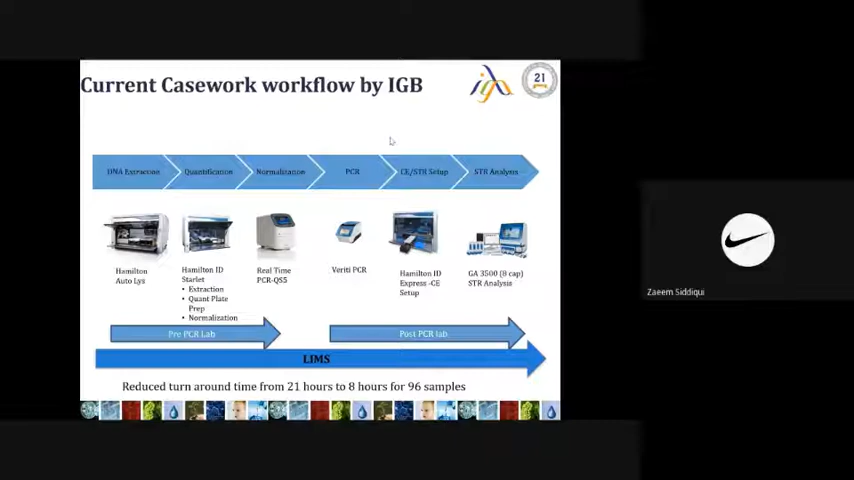 Current Casework workflow by IGB
21
DNA Extraction
Quantification
Normalization
PCR
CE/STR Setup
STR Analysis
Hamilton
Auto Lys
Hamilton ID
Starlet
• Extraction
• Quant Plate
Prep
• Normalization
Real Time
PCR-QS5
Veriti PCR
Hamilton ID
Express -CE
Setup
GA 3500 (8 cap)
STR Analysis
Pre PCR Lab
Post PCR lab
LIMS
Reduced turn around time from 21 hours to 8 hours for 96 samples
Zaeem Siddiqui